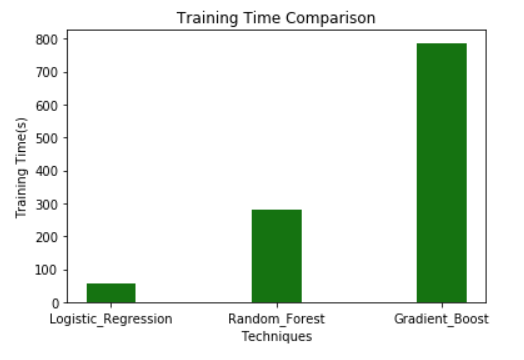 Training Time Comparison
800
700
600
500
400
300
200
100
0
Training Time(s)
Logistic_Regression Random_Forest Gradient_Boost
Techniques